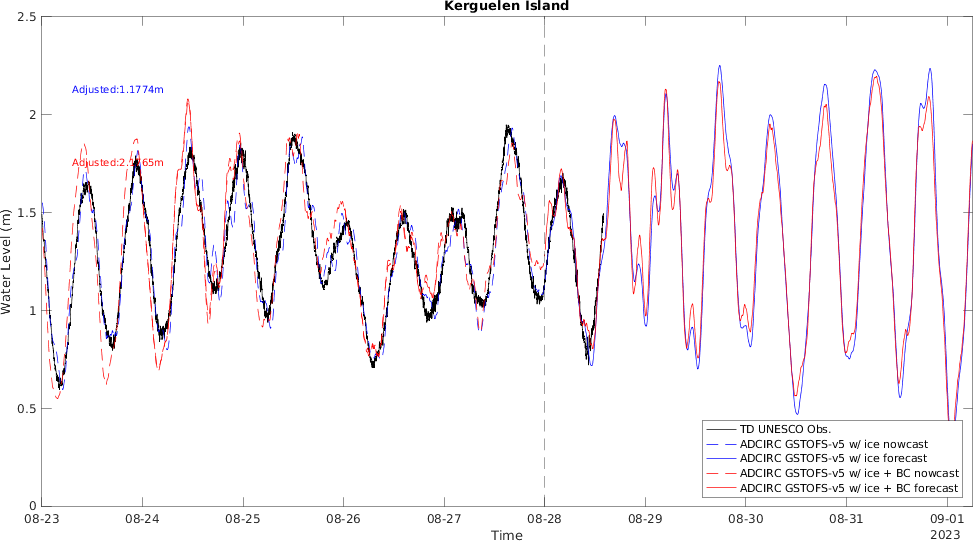 Kerguelen Island
2.5
2
1.5
1
0.5
0
Water Level (m)
Adjusted:1.1774m
TD UNESCO Obs.
ADCIRC GSTOFS-v5 w/ ice nowcast
ADCIRC GSTOFS-v5 w/ ice forecast
ADCIRC GSTOFS-v5 w/ ice + BC nowcast
ADCIRC GSTOFS-v5 w/ ice + BC forecast
08-23 08-24 08-25 08-26 08-27 08-28 08-29 08-30 08-31 09-01
2023
Time